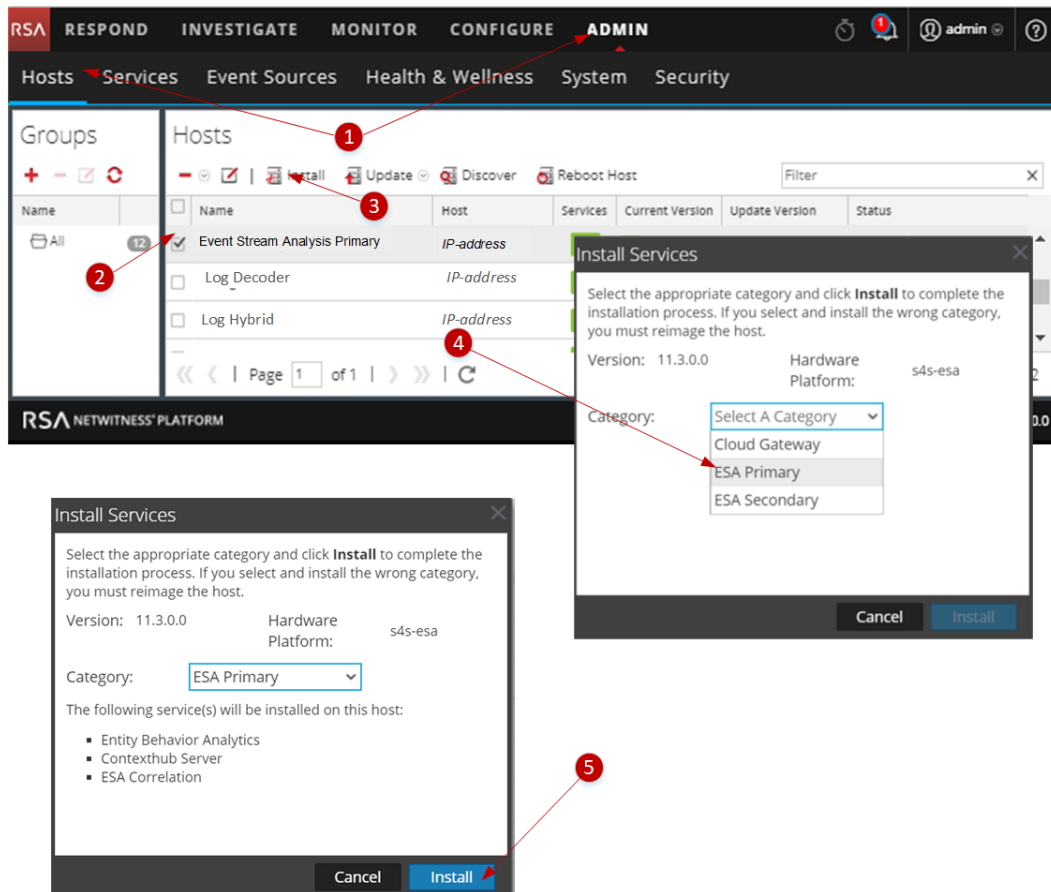 RSA RESPOND INVESTIGATE MONITOR CONFIGURE ADMIN 1 admin ?
Hosts Services Event Sources Health & Wellness System Security
1
Groups
Hosts
Install Update Discover Reboot Host Filter
3
Name
Name Host Services Current Version Update Version Status
All 12
Event Stream Analysis Primary IP-address
2
Log Decoder IP-address
Log Hybrid IP-address
Page 1 of 1
2
RSA NETWITNESS® PLATFORM
0.0
Install Services
Select the appropriate category and click Install to complete the
installation process. If you select and install the wrong category,
you must reimage the host.
4
Version: 11.3.0.0 Hardware
Platform: s4s-esa
Category: Select A Category
Cloud Gateway
ESA Primary
ESA Secondary
Cancel Install
Install Services
Select the appropriate category and click Install to complete the
installation process. If you select and install the wrong category,
you must reimage the host.
Version: 11.3.0.0 Hardware
Platform: s4s-esa
Category: ESA Primary
The following service(s) will be installed on this host:
Entity Behavior Analytics
Contexthub Server
ESA Correlation
5
Cancel Install